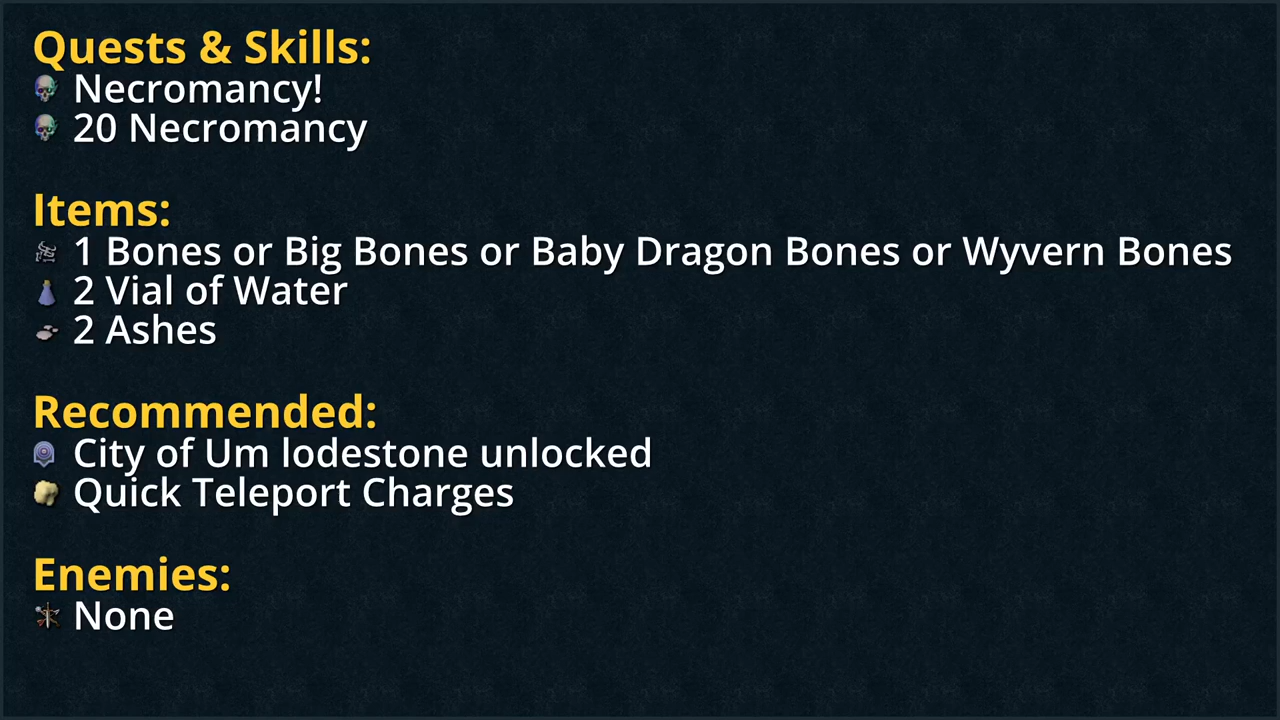 Quests & Skills:
Necromancy!
20 Necromancy
Items:
1 Bones or Big Bones or Baby Dragon Bones or Wyvern Bones
2 Vial of Water
2 Ashes
Recommended:
City of Um lodestone unlocked
Quick Teleport Charges
Enemies:
None